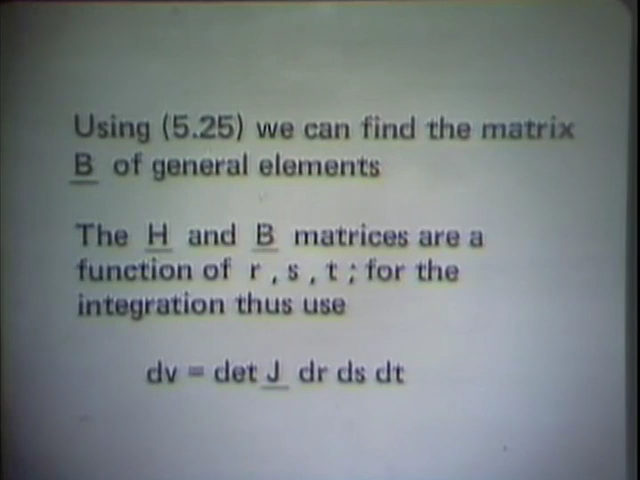 Using (5.25) we can find the matrix
B of general elements
The H and B matrices are a
function of r , s , t ; for the
integration thus use
dv = det J dr ds dt